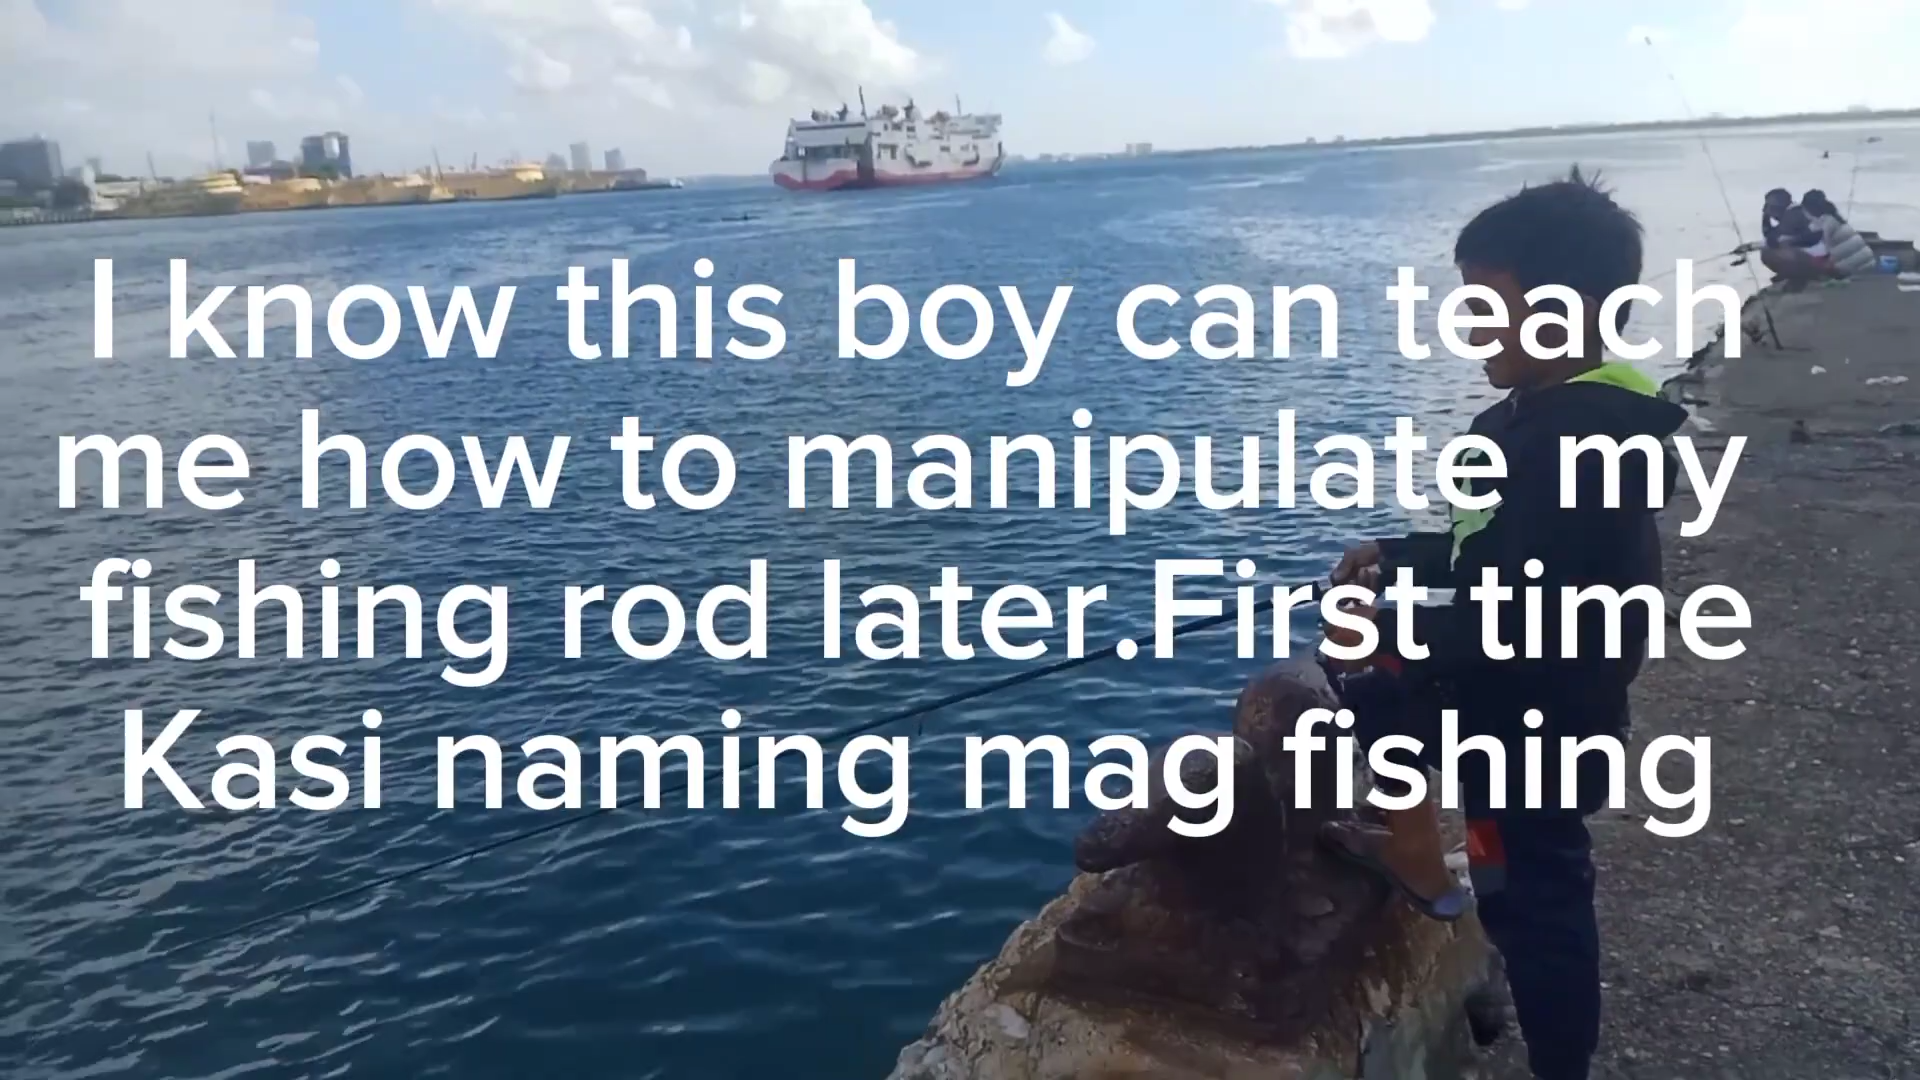 I know this boy can teach
me how to manipulate my
fishing rod later.First time
Kasi naming mag fishing